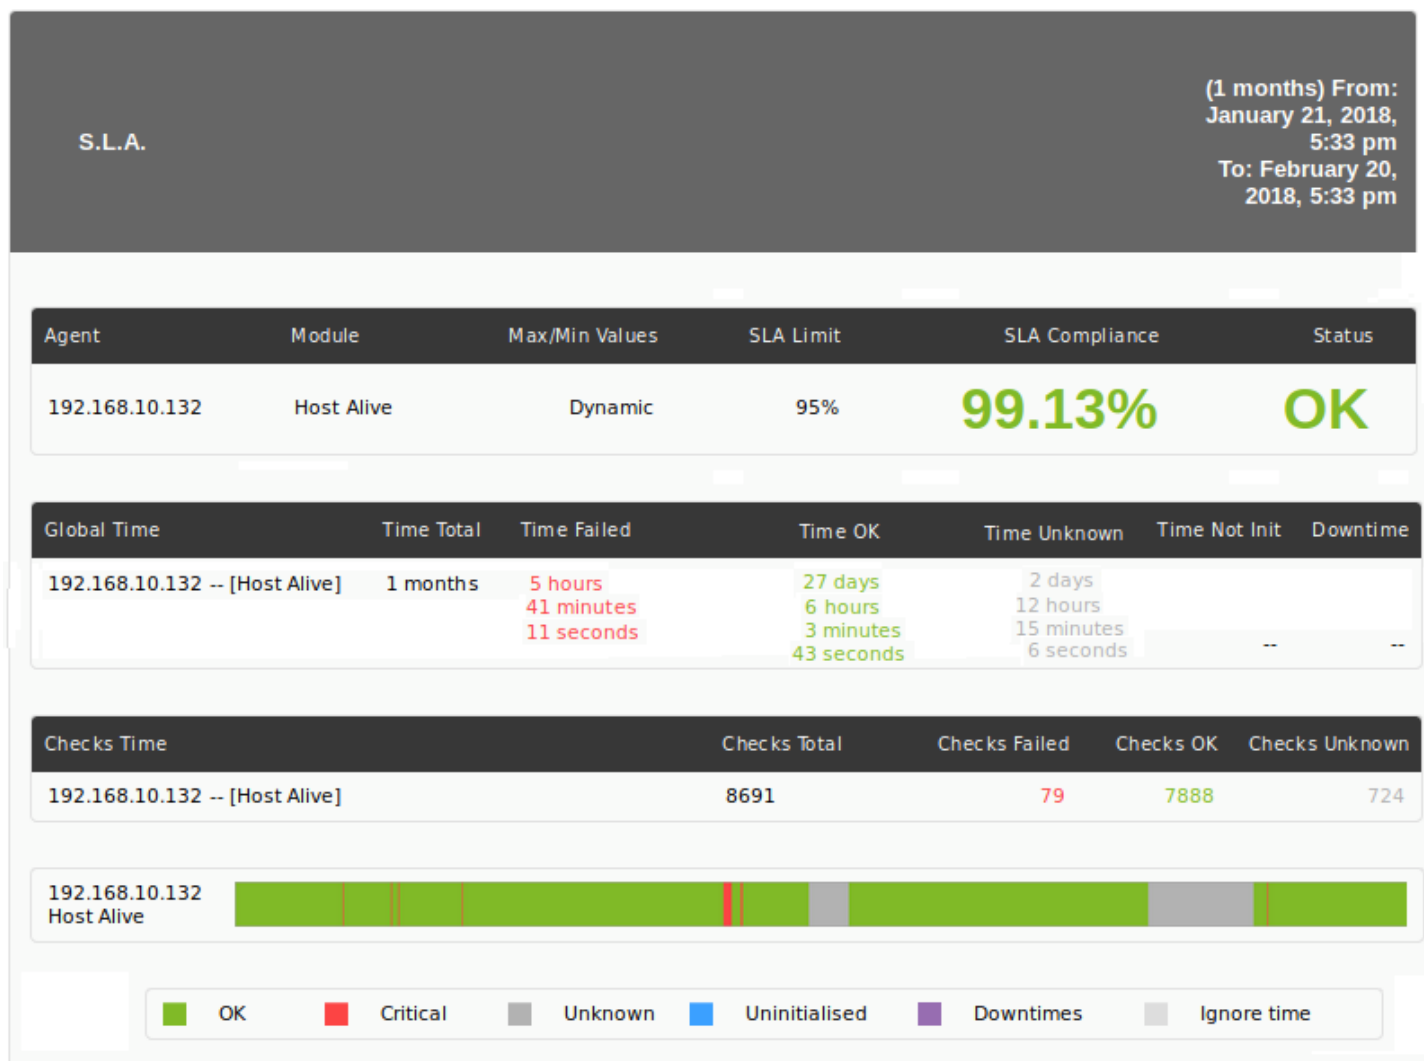 S.L.A.
(1 months) From:
January 21, 2018,
5:33 pm
To: February 20,
2018, 5:33 pm
Agent Module Max/Min Values SLA Limit SLA Compliance Status
192.168.10.132 Host Alive Dynamic 95% 99.13% OK
Global Time Time Total Time Failed Time OK Time Unknown Time Not Init Downtime
192.168.10.132 -- [Host Alive] 1 months 5 hours 27 days 2 days
41 minutes 6 hours 12 hours
11 seconds 3 minutes 15 minutes
43 seconds 6 seconds -- --
Checks Time Checks Total Checks Failed Checks OK Checks Unknown
192.168.10.132 -- [Host Alive] 8691 79 7888 724
192.168.10.132
Host Alive
OK Critical Unknown Uninitialised Downtimes Ignore time